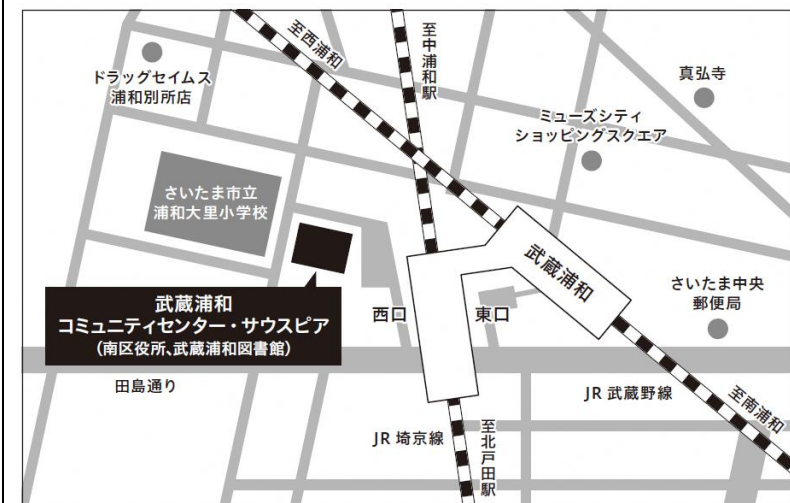 至西浦和
至中浦和駅
ドラッグセイムス
浦和別所店
真弘寺
ミューズシティ
ショッピングスクエア
さいたま市立
浦和大里小学校
武蔵浦和
さいたま中央
郵便局
武蔵浦和
コミュニティセンター・サウスピア
(南区役所、武蔵浦和図書館)
西口
東口
田島通り
JR 武蔵野線
至南浦和
JR 埼京線
至北戸田駅